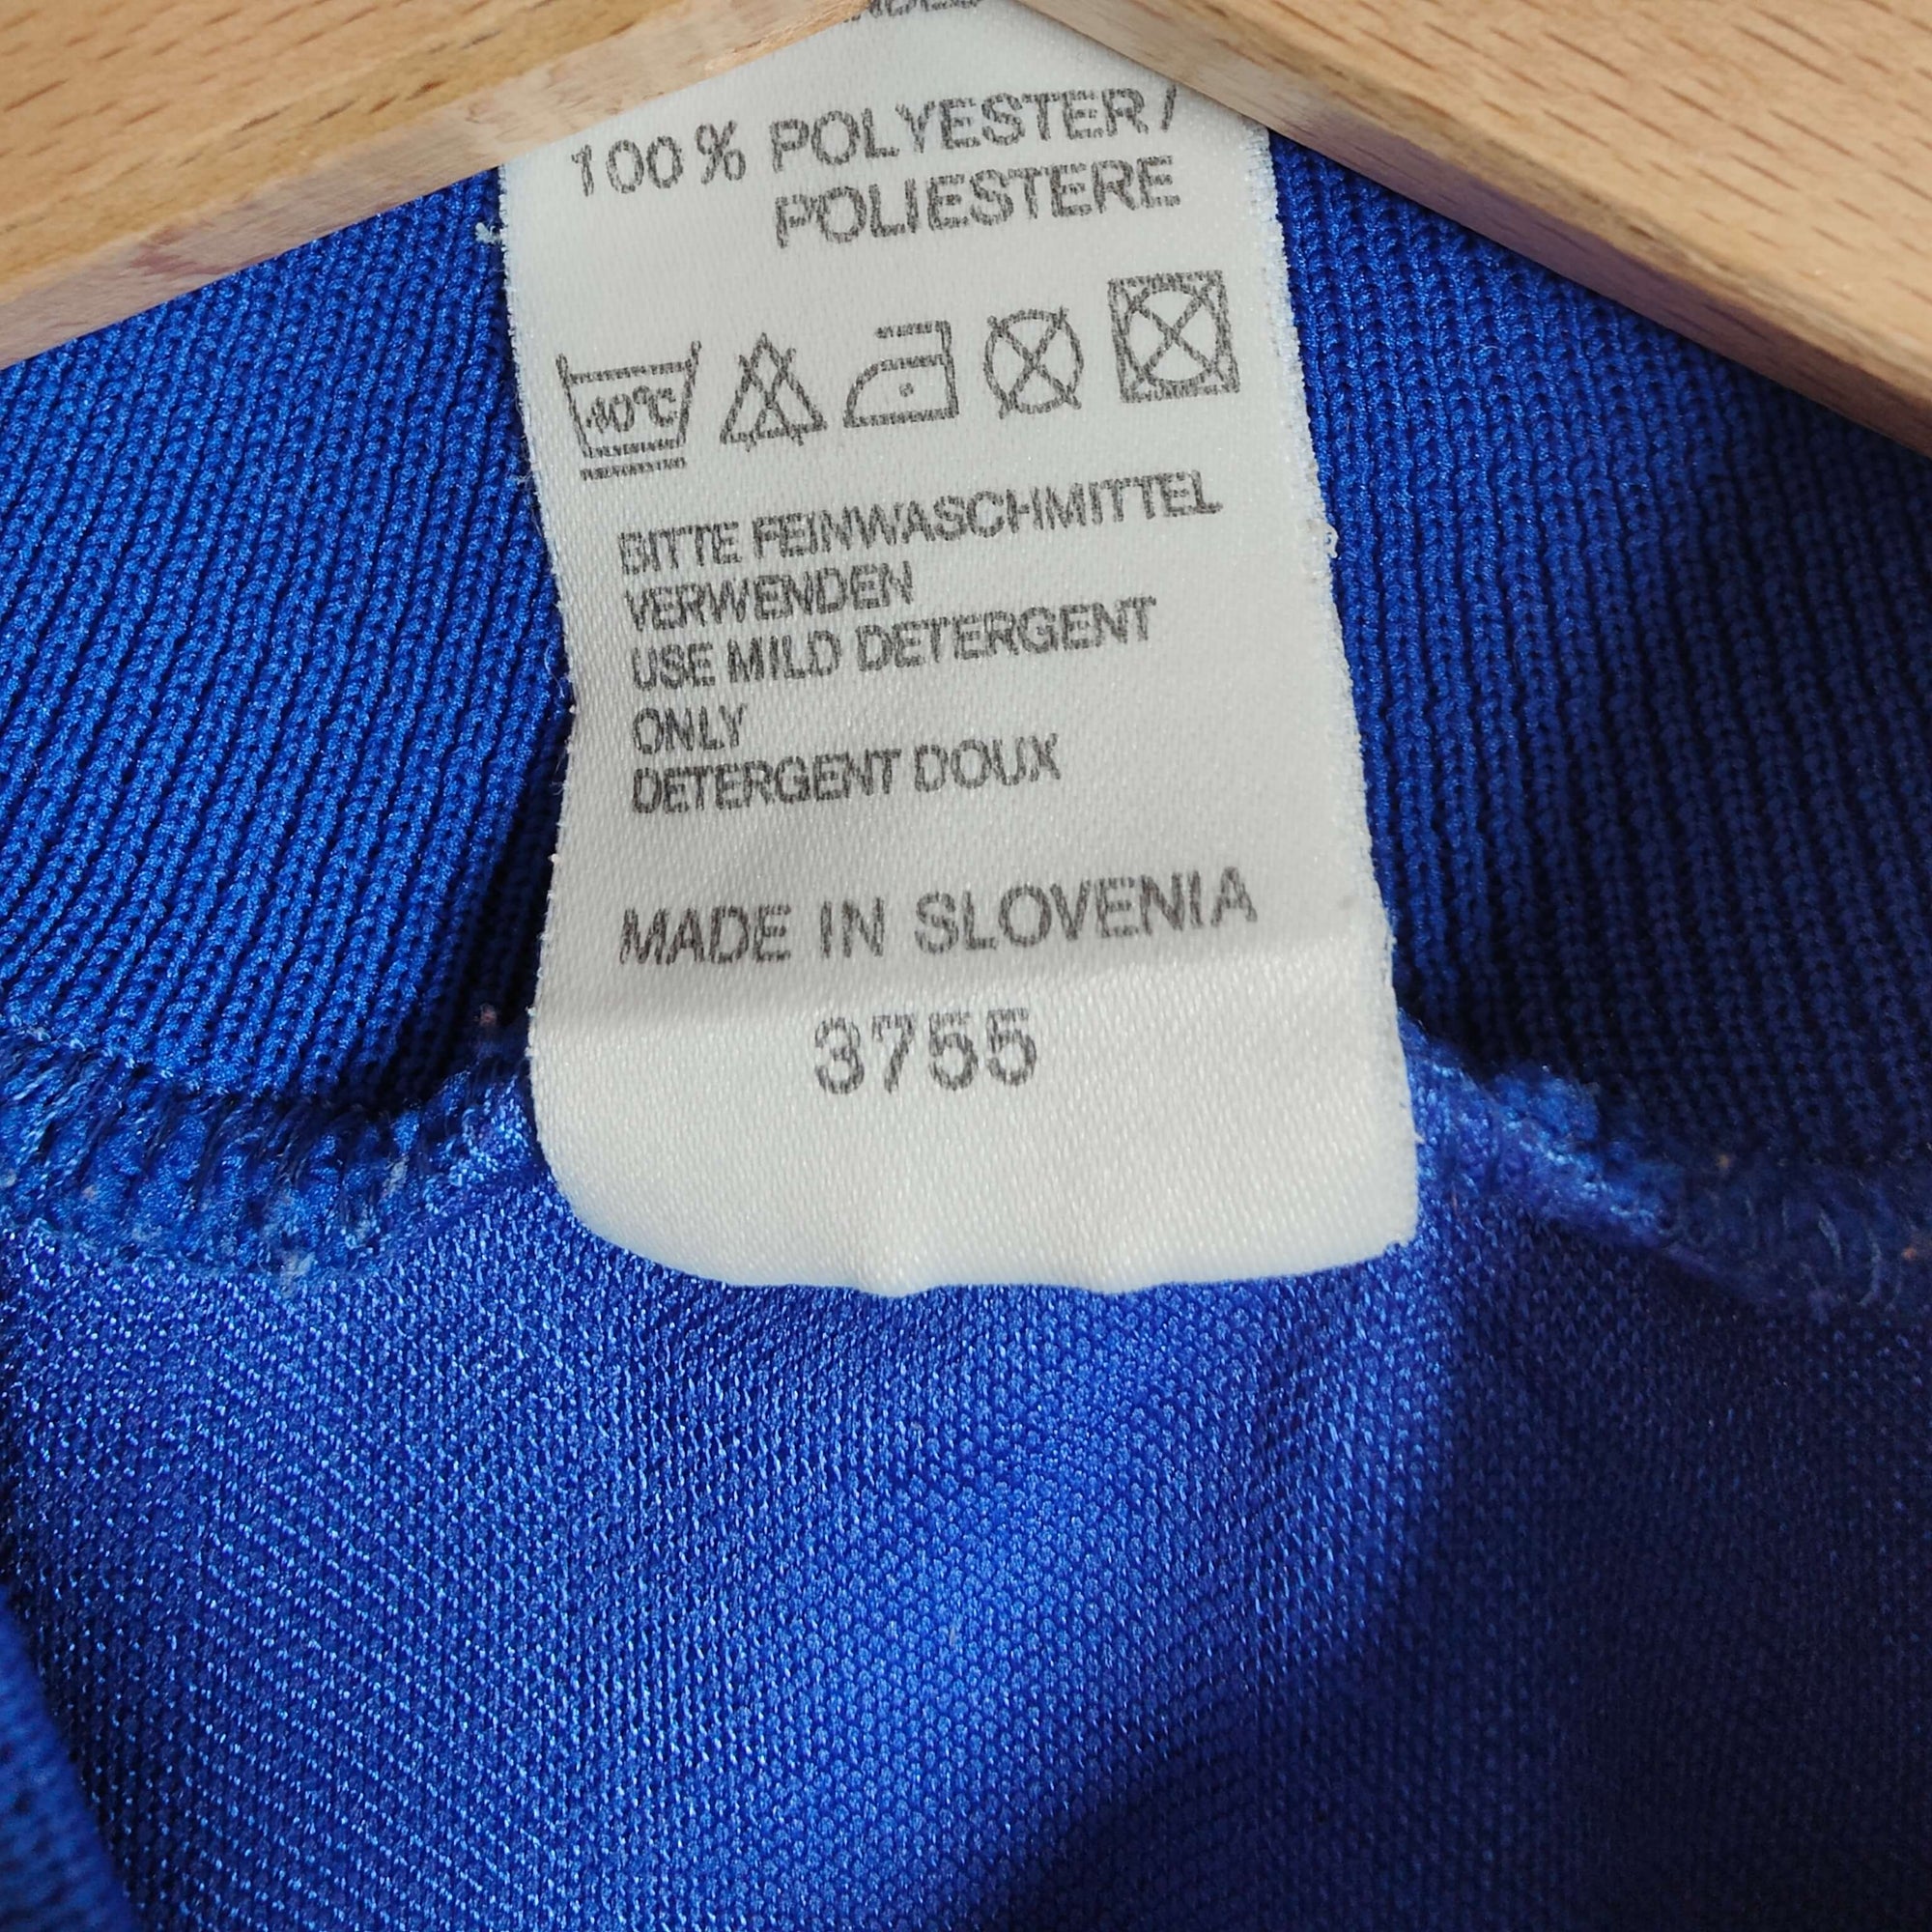 100% POLYESTER /
POLIESTERE
40°C
BITTE FEINWASCHMITTEL
VERWENDEN
USE MILD DETERGENT
ONLY
DETERGENT DOUX
MADE IN SLOVENIA
3755